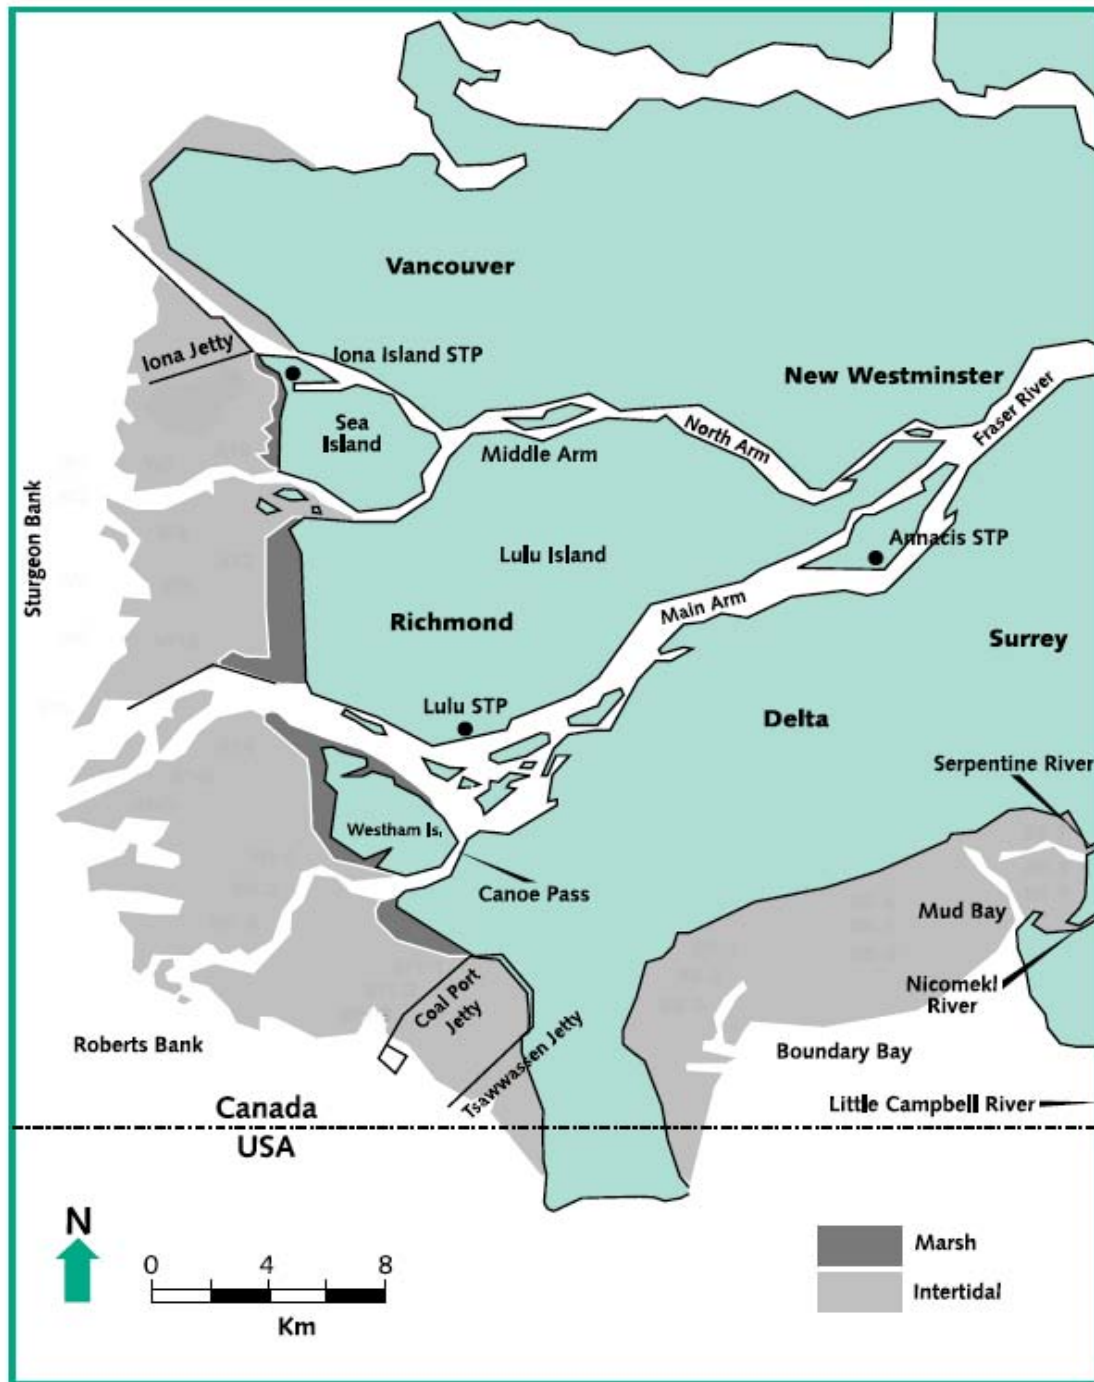 Vancouver
Iona Jetty
Iona Island STP
New Westminster
Fraser River
Sea
Island
Middle Arm
North Arm
Sturgeon Bank
Lulu Island
Annacis STP
Main Arm
Richmond
Surrey
Lulu STP
Delta
Serpentine River
Westham Is.
Canoe Pass
Mud Bay
Nicomekl
River
Coal Port
Jetty
Tsawwassen Jetty
Roberts Bank
Boundary Bay
Little Campbell River
Canada
USA
N
0 4 8
Km
Marsh
Intertidal